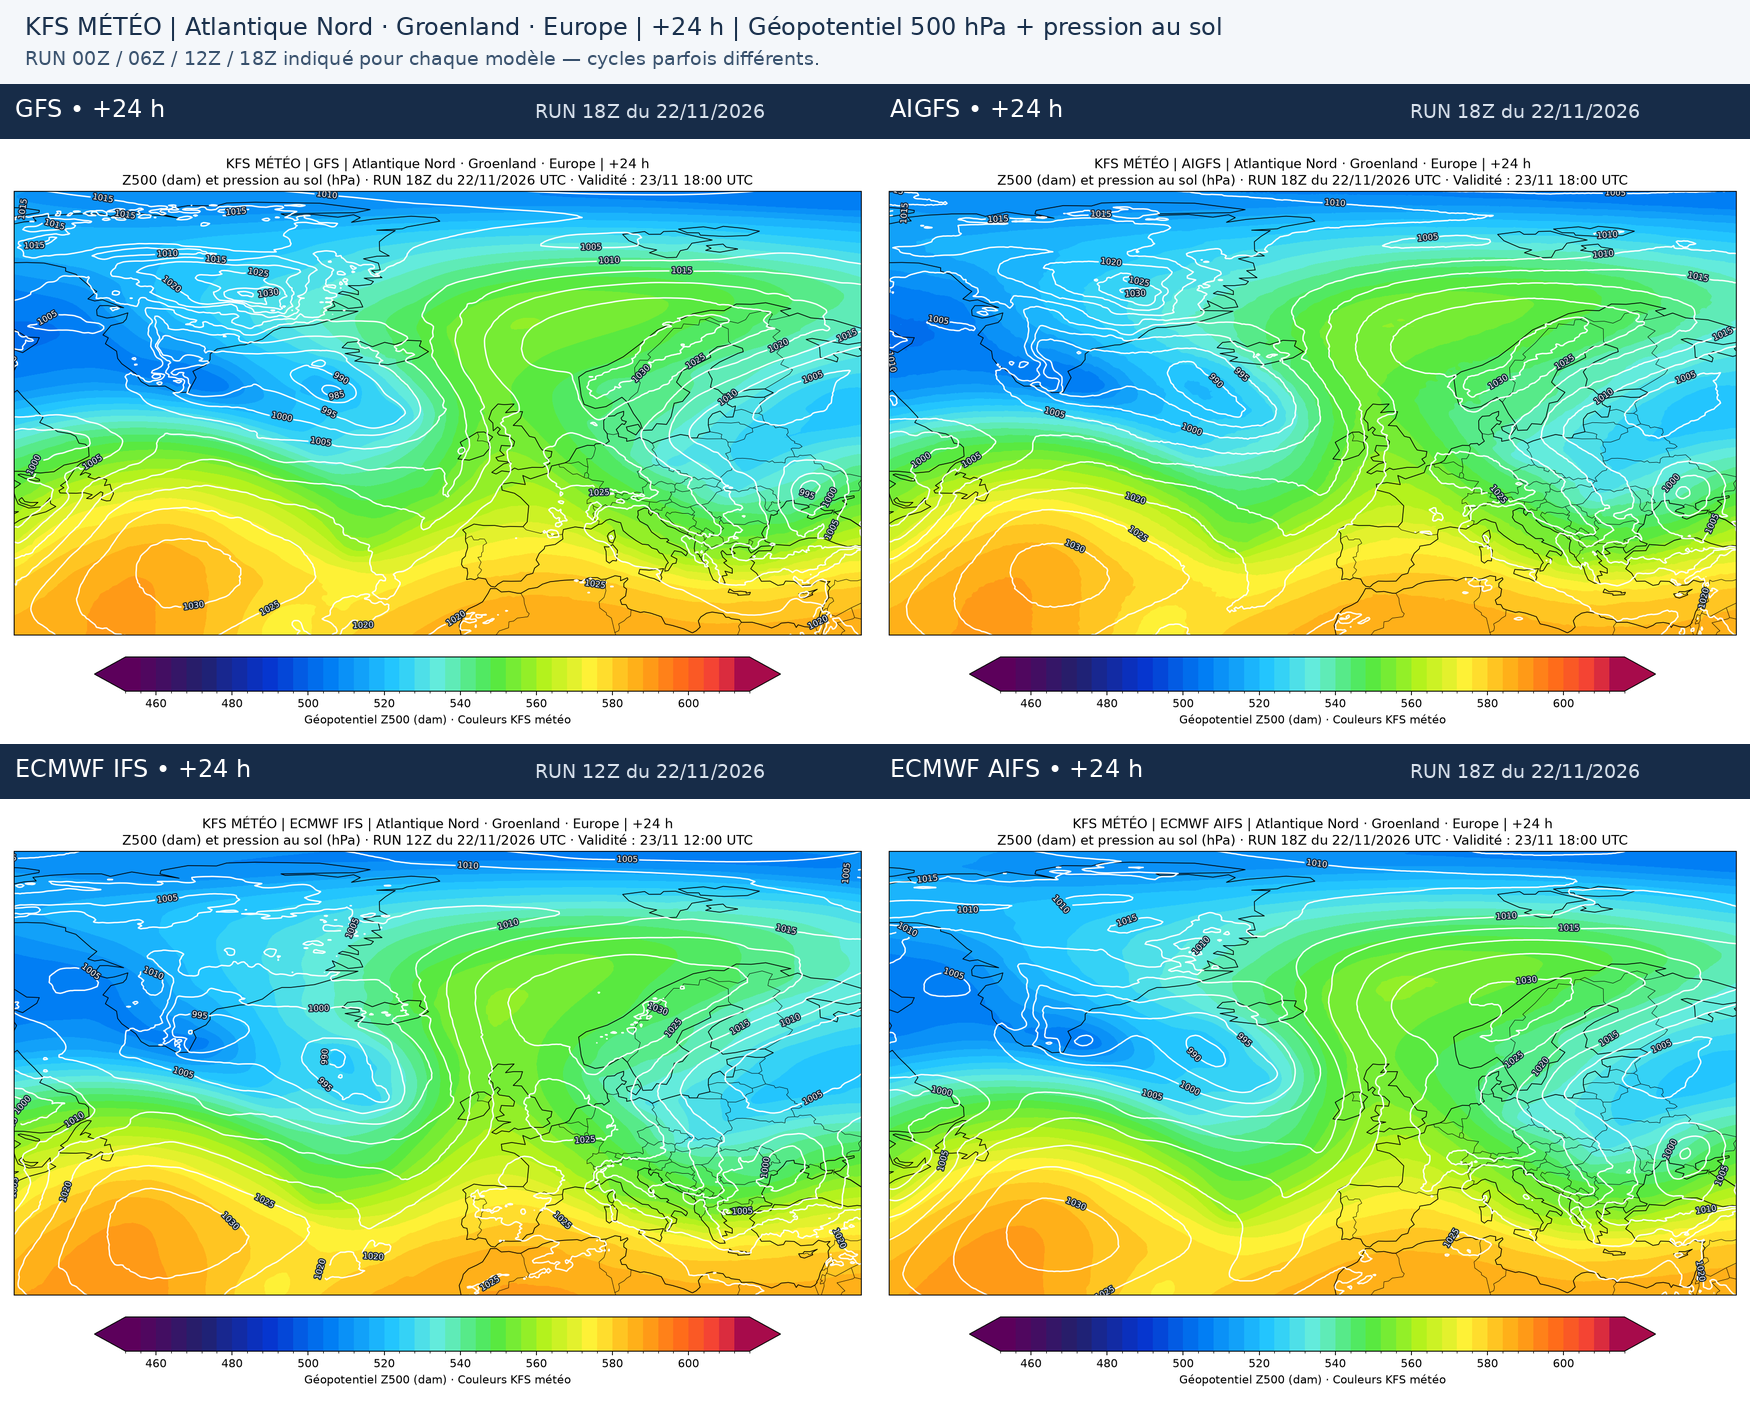 KFS MÉTÉO | Atlantique Nord · Groenland · Europe | +24 h | Géopotentiel 500 hPa + pression au sol
RUN 00Z / 06Z / 12Z / 18Z indiqué pour chaque modèle — cycles parfois différents.
GFS • +24 h
RUN 18Z du 22/11/2026
AIGFS • +24 h
RUN 18Z du 22/11/2026
KFS MÉTÉO | GFS | Atlantique Nord · Groenland · Europe | +24 h
Z500 (dam) et pression au sol (hPa) · RUN 18Z du 22/11/2026 UTC · Validité : 23/11 18:00 UTC
KFS MÉTÉO | AIGFS | Atlantique Nord · Groenland · Europe | +24 h
Z500 (dam) et pression au sol (hPa) · RUN 18Z du 22/11/2026 UTC · Validité : 23/11 18:00 UTC
460 480 500 520 540 560 580 600
Géopotentiel Z500 (dam) · Couleurs KFS météo
460 480 500 520 540 560 580 600
Géopotentiel Z500 (dam) · Couleurs KFS météo
ECMWF IFS • +24 h
RUN 12Z du 22/11/2026
ECMWF AIFS • +24 h
RUN 18Z du 22/11/2026
KFS MÉTÉO | ECMWF IFS | Atlantique Nord · Groenland · Europe | +24 h
Z500 (dam) et pression au sol (hPa) · RUN 12Z du 22/11/2026 UTC · Validité : 23/11 12:00 UTC
KFS MÉTÉO | ECMWF AIFS | Atlantique Nord · Groenland · Europe | +24 h
Z500 (dam) et pression au sol (hPa) · RUN 18Z du 22/11/2026 UTC · Validité : 23/11 18:00 UTC
460 480 500 520 540 560 580 600
Géopotentiel Z500 (dam) · Couleurs KFS météo
460 480 500 520 540 560 580 600
Géopotentiel Z500 (dam) · Couleurs KFS météo